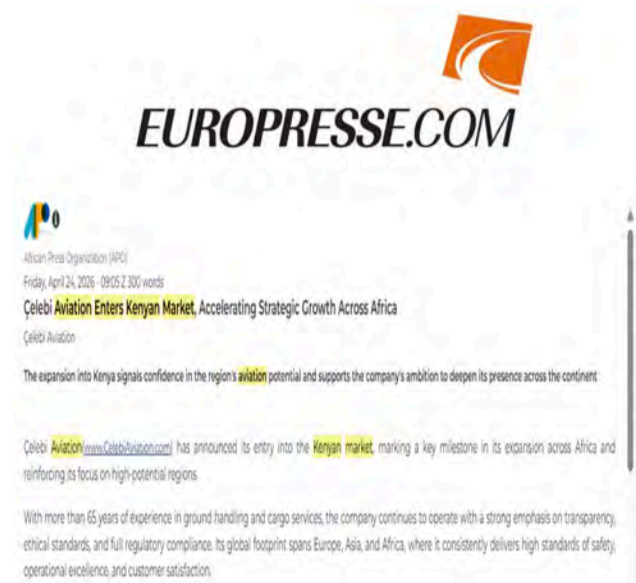 EUROPRESSE.COM
African Press Organization (APO)
Friday, April 24, 2026 - 09:05 Z 300 words
Çelebi Aviation Enters Kenyan Market, Accelerating Strategic Growth Across Africa
Çelebi Aviation
The expansion into Kenya signals confidence in the region's aviation potential and supports the company's ambition to deepen its presence across the continent
Çelebi Aviation (www.CelebiAviation.com) has announced its entry into the Kenyan market, marking a key milestone in its expansion across Africa and
reinforcing its focus on high-potential regions.
With more than 65 years of experience in ground handling and cargo services, the company continues to operate with a strong emphasis on transparency,
ethical standards, and full regulatory compliance. Its global footprint spans Europe, Asia, and Africa, where it consistently delivers high standards of safety,
operational excellence, and customer satisfaction.